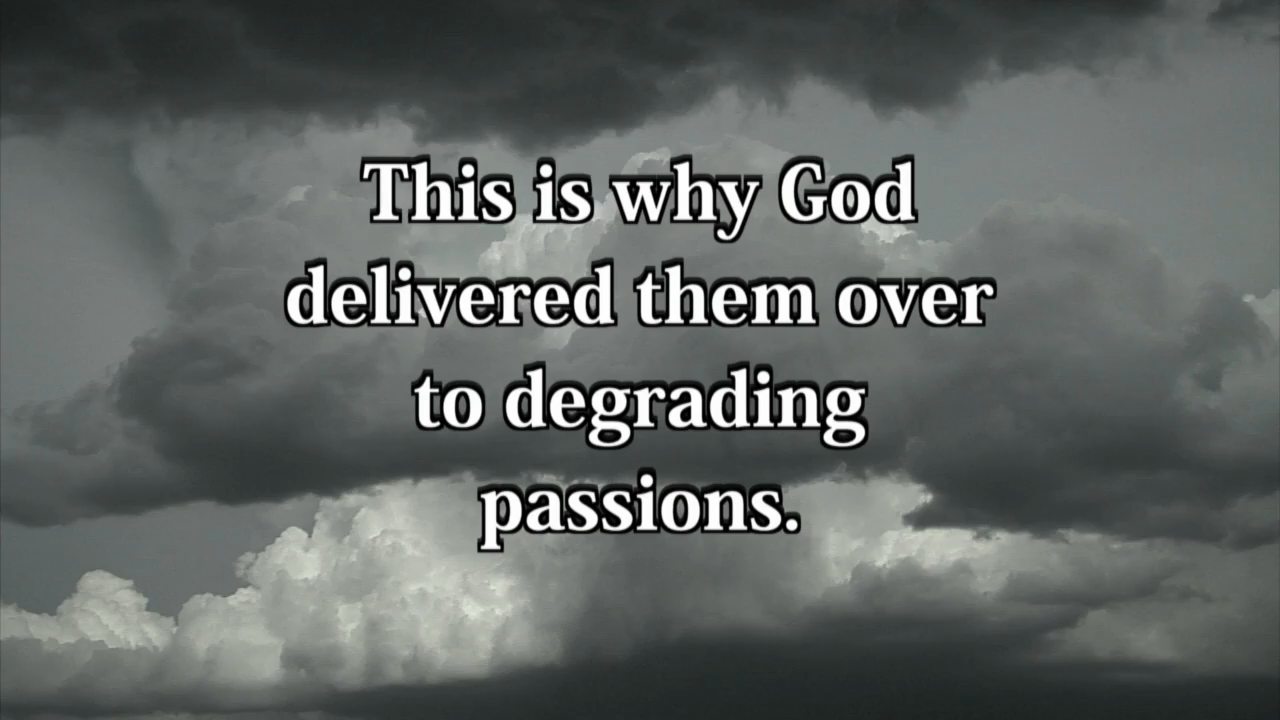 This is why God
delivered them over
to degrading
passions.